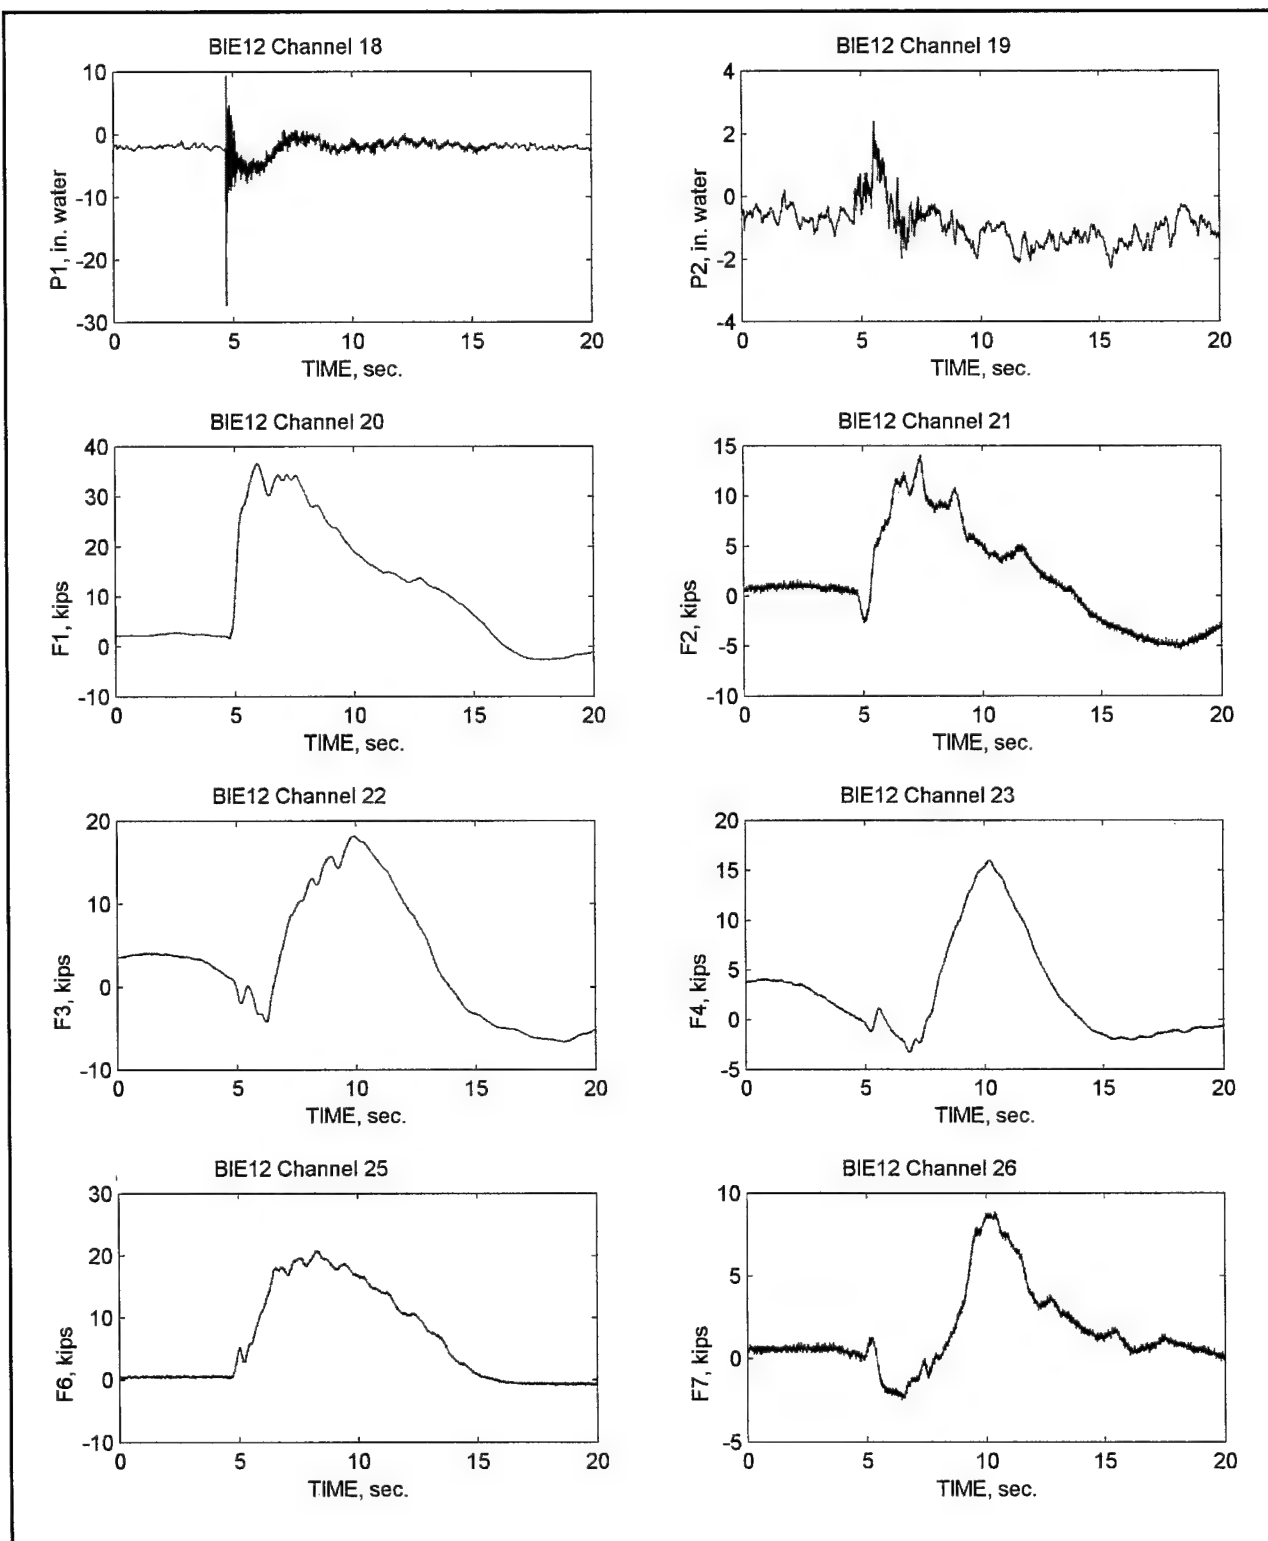 BIE12 Channel 18
10
0
-10
-20
-30
P1, in. water
0 5 10 15 20
TIME, sec.
BIE12 Channel 19
4
2
0
-2
-4
P2, in. water
0 5 10 15 20
TIME, sec.
BIE12 Channel 20
40
30
20
10
0
-10
F1, kips
0 5 10 15 20
TIME, sec.
BIE12 Channel 21
15
10
5
0
-5
-10
F2, kips
0 5 10 15 20
TIME, sec.
BIE12 Channel 22
20
10
0
-10
F3, kips
0 5 10 15 20
TIME, sec.
BIE12 Channel 23
20
15
10
5
0
-5
F4, kips
0 5 10 15 20
TIME, sec.
BIE12 Channel 25
30
20
10
0
-10
F6, kips
0 5 10 15 20
TIME, sec.
BIE12 Channel 26
10
5
0
-5
F7, kips
0 5 10 15 20
TIME, sec.